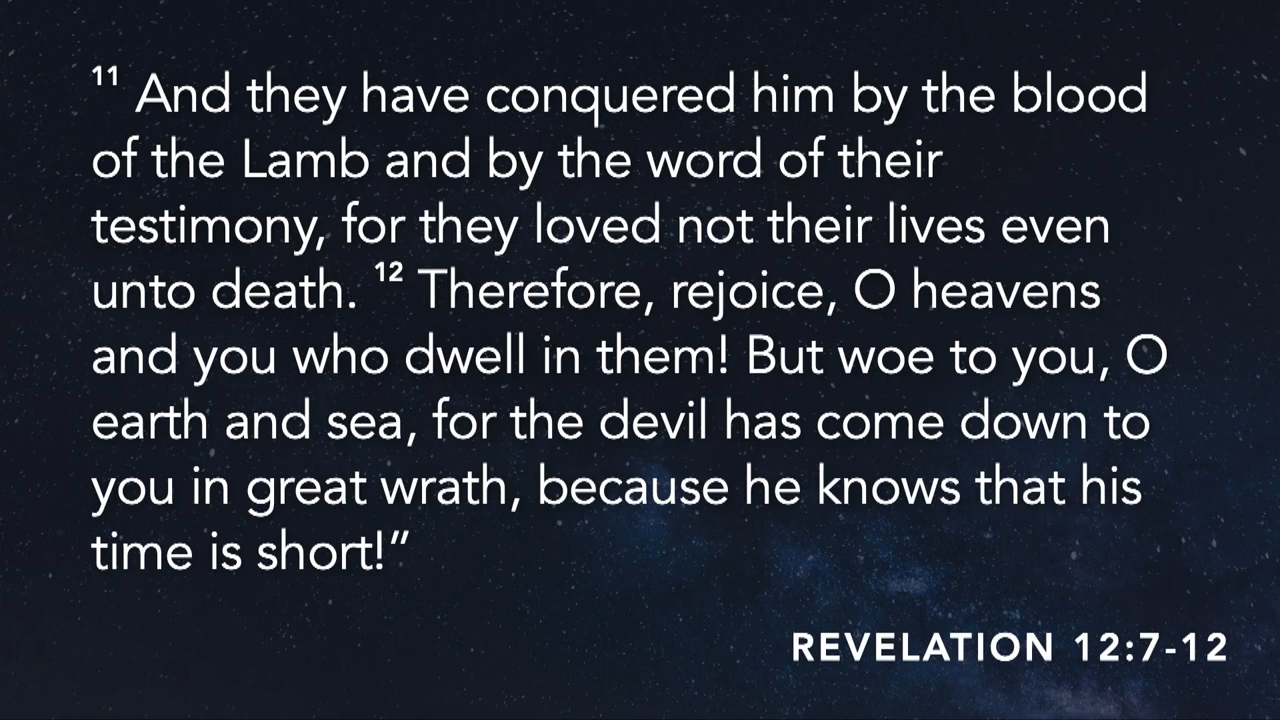 11 And they have conquered him by the blood
of the Lamb and by the word of their
testimony, for they loved not their lives even
unto death. 12 Therefore, rejoice, O heavens
and you who dwell in them! But woe to you, O
earth and sea, for the devil has come down to
you in great wrath, because he knows that his
time is short!”
REVELATION 12:7-12